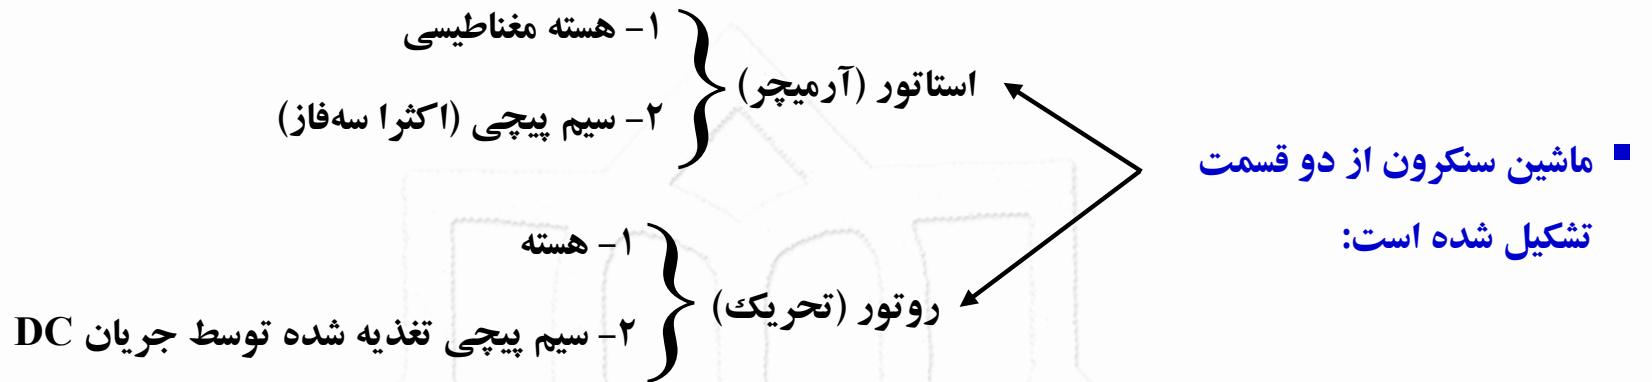 ماشین سنکرون از دو قسمت
تشکیل شده است:
استاتور (آرمیچر)
۱- هسته مغناطیسی
۲- سیم پیچی (اکثرا سه‌فاز)
روتور (تحریک)
۱- هسته
۲- سیم پیچی تغذیه شده توسط جریان DC